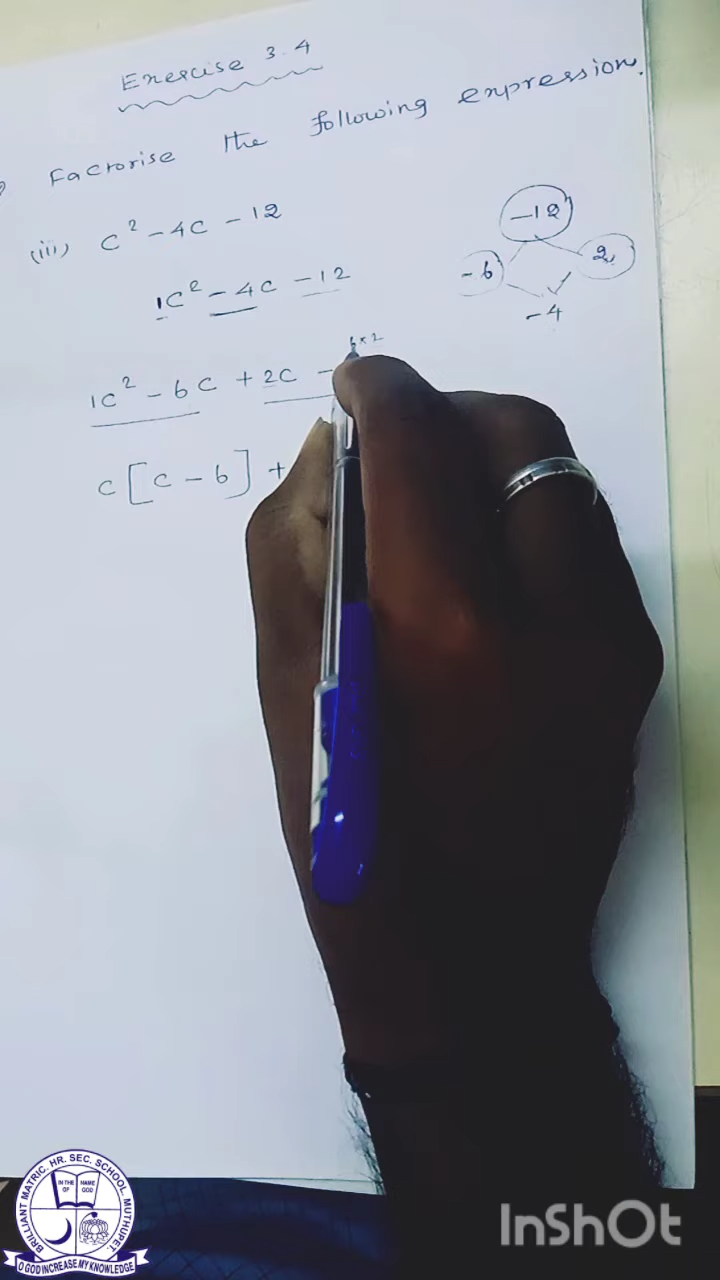 Exercise 3.4
Factorise the following expression.
(iii) c² - 4c - 12
-12
-6 2
-4
1c² - 4c - 12
6 × 2
1c² - 6c + 2c -
c[c - 6] +
BRILLIANT MATRIC. HR. SEC. SCHOOL, MUTHUPET.
IN THE NAME
OF GOD
O GOD INCREASE MY KNOWLEDGE
InShOt